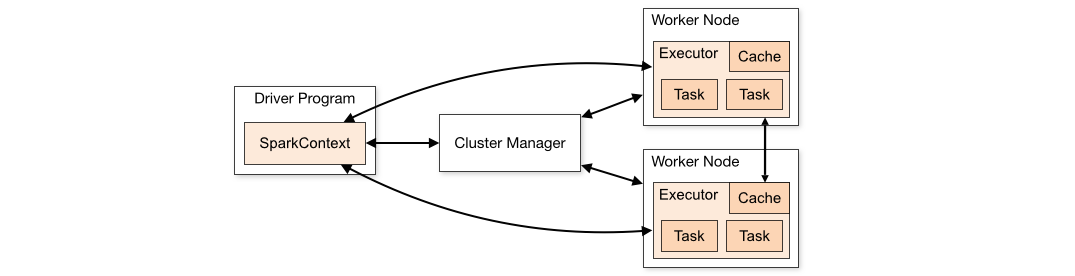 Driver Program
SparkContext
Cluster Manager
Worker Node
Executor
Cache
Task
Task
Worker Node
Executor
Cache
Task
Task